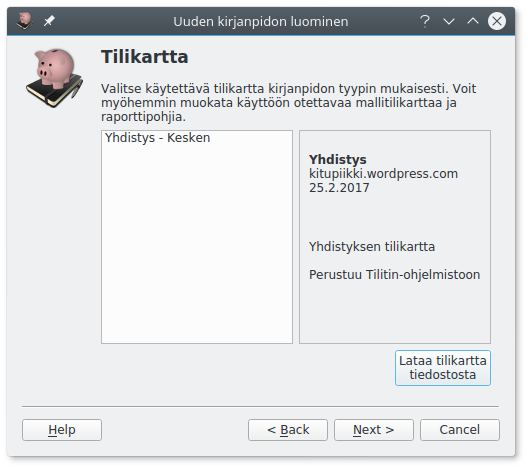 Uuden kirjanpidon luominen
Tilikartta
Valitse käytettävä tilikartta kirjanpidon tyypin mukaisesti. Voit
myöhemmin muokata käyttöön otettavaa mallitilikarttaa ja
raporttipohjia.
Yhdistys - Kesken
Yhdistys
kitupiikki.wordpress.com
25.2.2017
Yhdistyksen tilikartta
Perustuu Tilitin-ohjelmistoon
Lataa tilikartta
tiedostosta
Help
< Back
Next >
Cancel